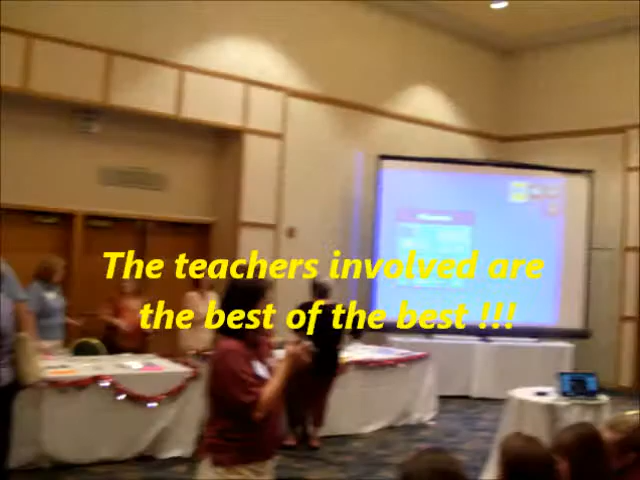 The teachers involved are
the best of the best !!!